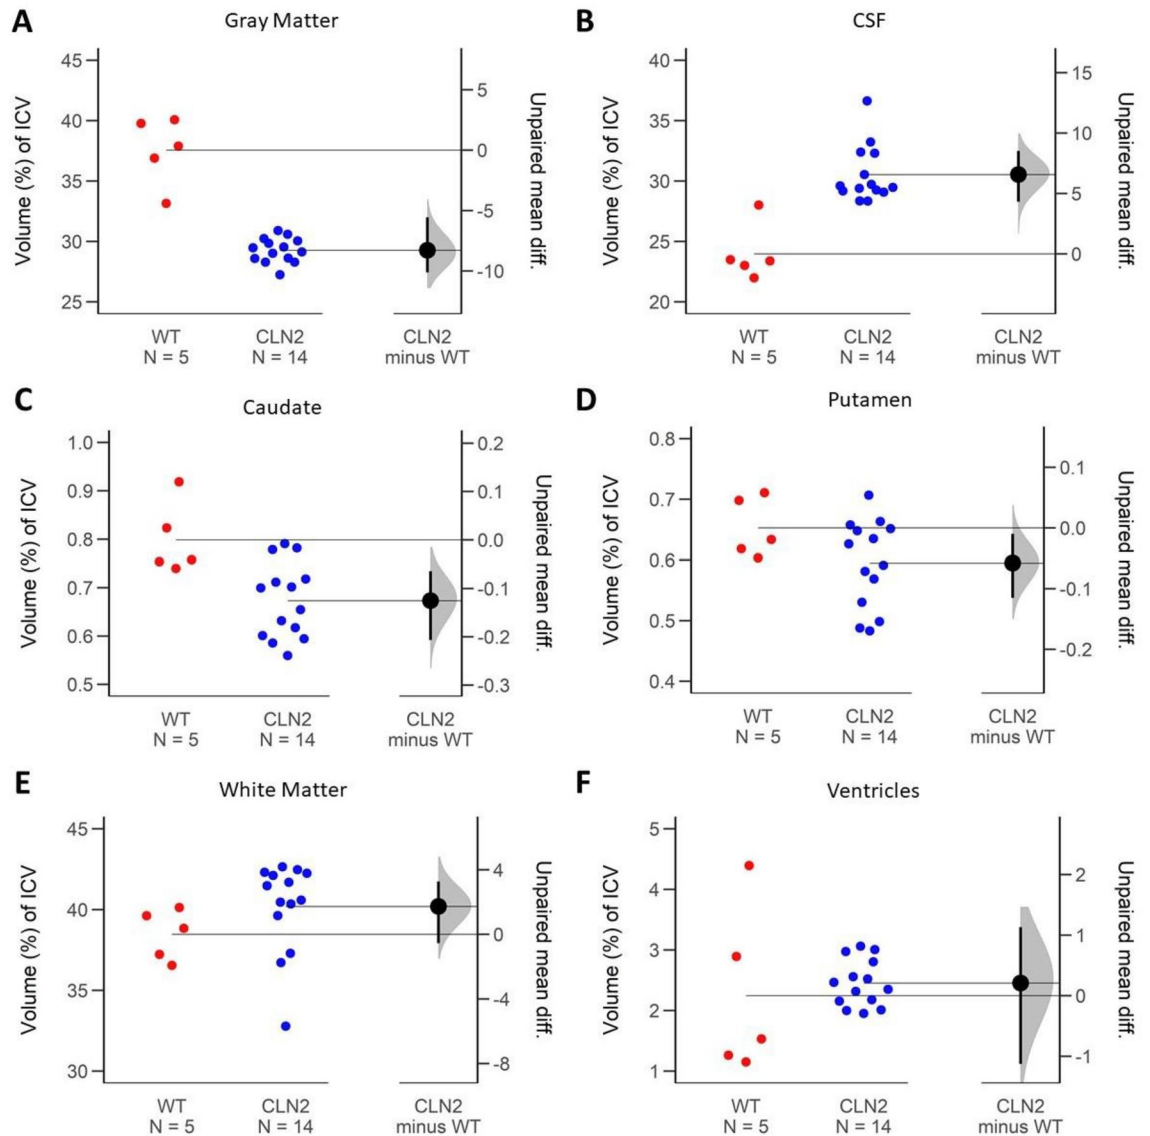 A
Gray Matter
Volume (%) of ICV
45
40
35
30
25
5
0
-5
-10
Unpaired mean diff.
WT
N = 5
CLN2
N = 14
CLN2
minus WT
B
CSF
Volume (%) of ICV
40
35
30
25
20
15
10
5
0
Unpaired mean diff.
WT
N = 5
CLN2
N = 14
CLN2
minus WT
C
Caudate
Volume (%) of ICV
1.0
0.9
0.8
0.7
0.6
0.5
0.2
0.1
0.0
-0.1
-0.2
-0.3
Unpaired mean diff.
WT
N = 5
CLN2
N = 14
CLN2
minus WT
D
Putamen
Volume (%) of ICV
0.8
0.7
0.6
0.5
0.4
0.1
0.0
-0.1
-0.2
Unpaired mean diff.
WT
N = 5
CLN2
N = 14
CLN2
minus WT
E
White Matter
Volume (%) of ICV
45
40
35
30
4
0
-4
-8
Unpaired mean diff.
WT
N = 5
CLN2
N = 14
CLN2
minus WT
F
Ventricles
Volume (%) of ICV
5
4
3
2
1
2
1
0
-1
Unpaired mean diff.
WT
N = 5
CLN2
N = 14
CLN2
minus WT